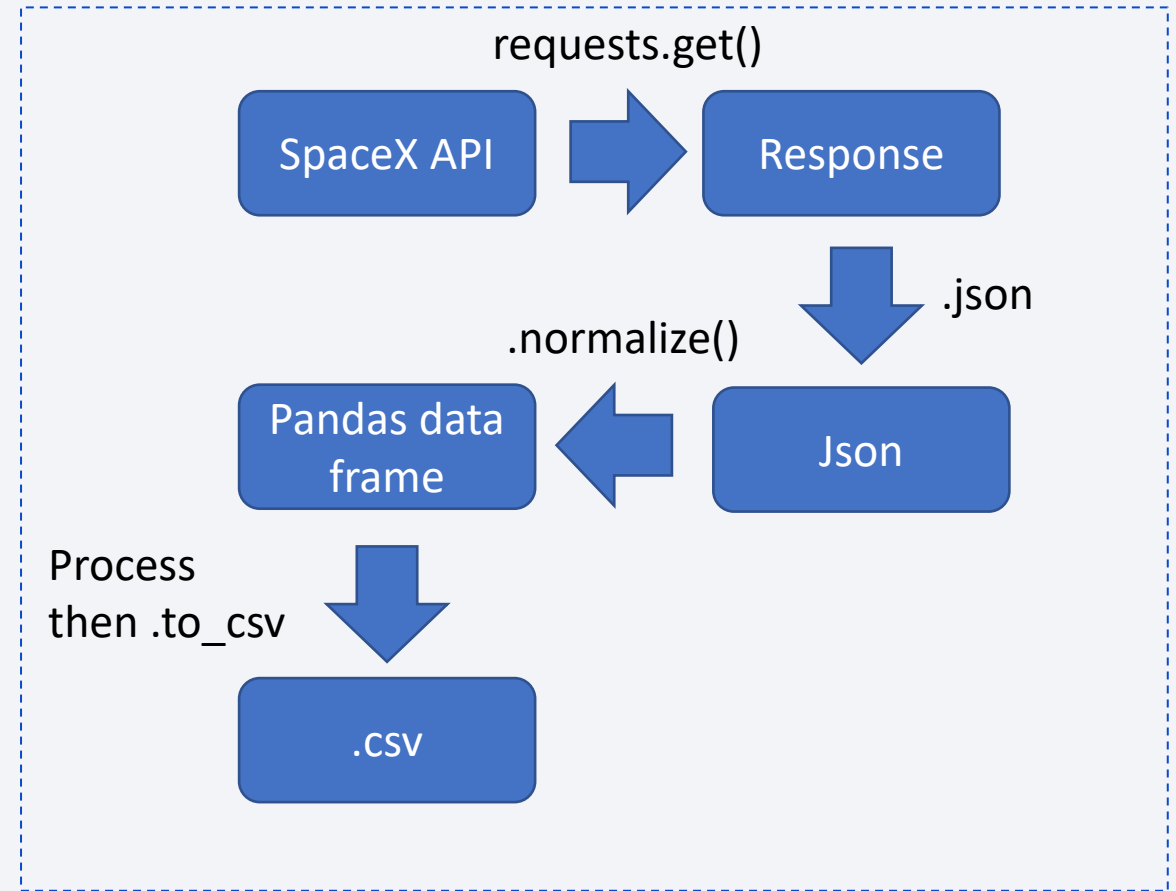 requests.get()
SpaceX API
Response
.json
.normalize()
Json
Pandas data
frame
Process
then .to_csv
.csv